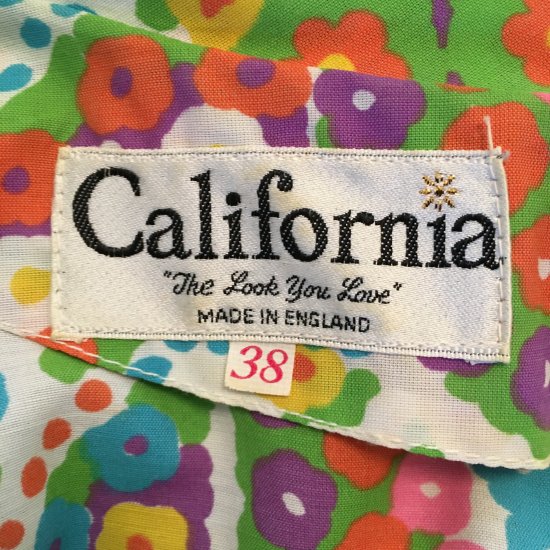 California
"The Look You Love"
MADE IN ENGLAND
38